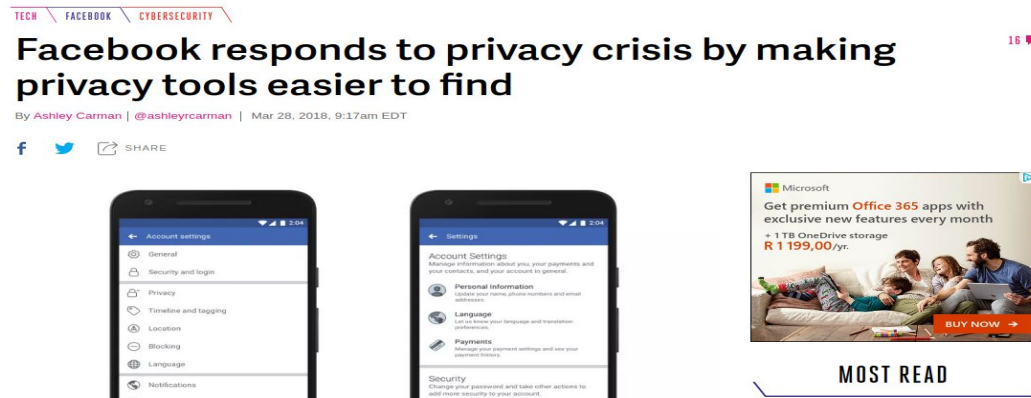 TECH
FACEBOOK
CYBERSECURITY
Facebook responds to privacy crisis by making
privacy tools easier to find
16
By Ashley Carman | @ashleyrcarman | Mar 28, 2018, 9:17am EDT
f
SHARE
2:04
Account settings
General
Security and login
Privacy
Timeline and tagging
Location
Blocking
Language
Notifications
2:04
Settings
Account Settings
Manage information about you, your payments and
your contacts, and your account in general.
Personal Information
Update your name, phone numbers and email
addresses.
Language
Let us know your language and translation
preferences.
Payments
Manage your payment settings and see your
payment history.
Security
Change your password and take other actions to
add more security to your account.
Microsoft
Get premium Office 365 apps with
exclusive new features every month
+ 1 TB OneDrive storage
R 1 199,00/yr.
BUY NOW
MOST READ